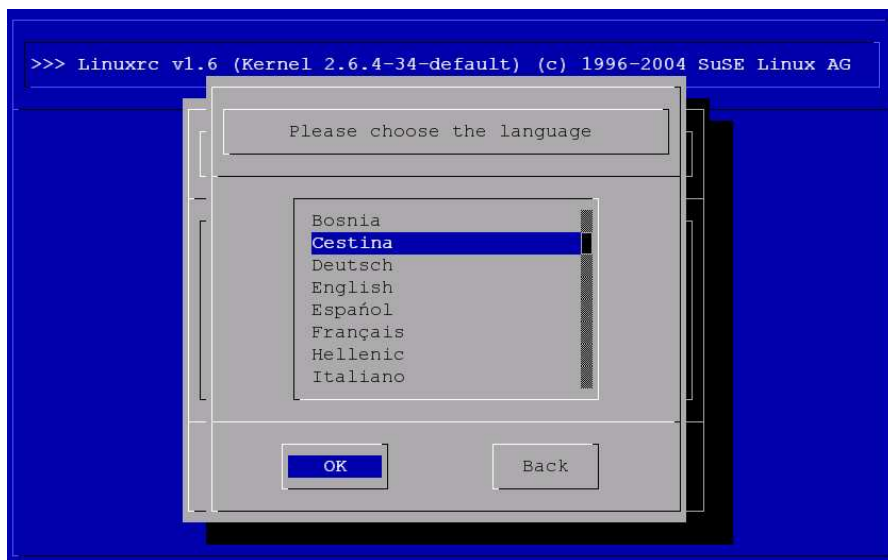 >>> Linuxrc v1.6 (Kernel 2.6.4-34-default) (c) 1996-2004 SuSE Linux AG
Please choose the language
Bosnia
Cestina
Deutsch
English
Español
Français
Hellenic
Italiano
OK Back